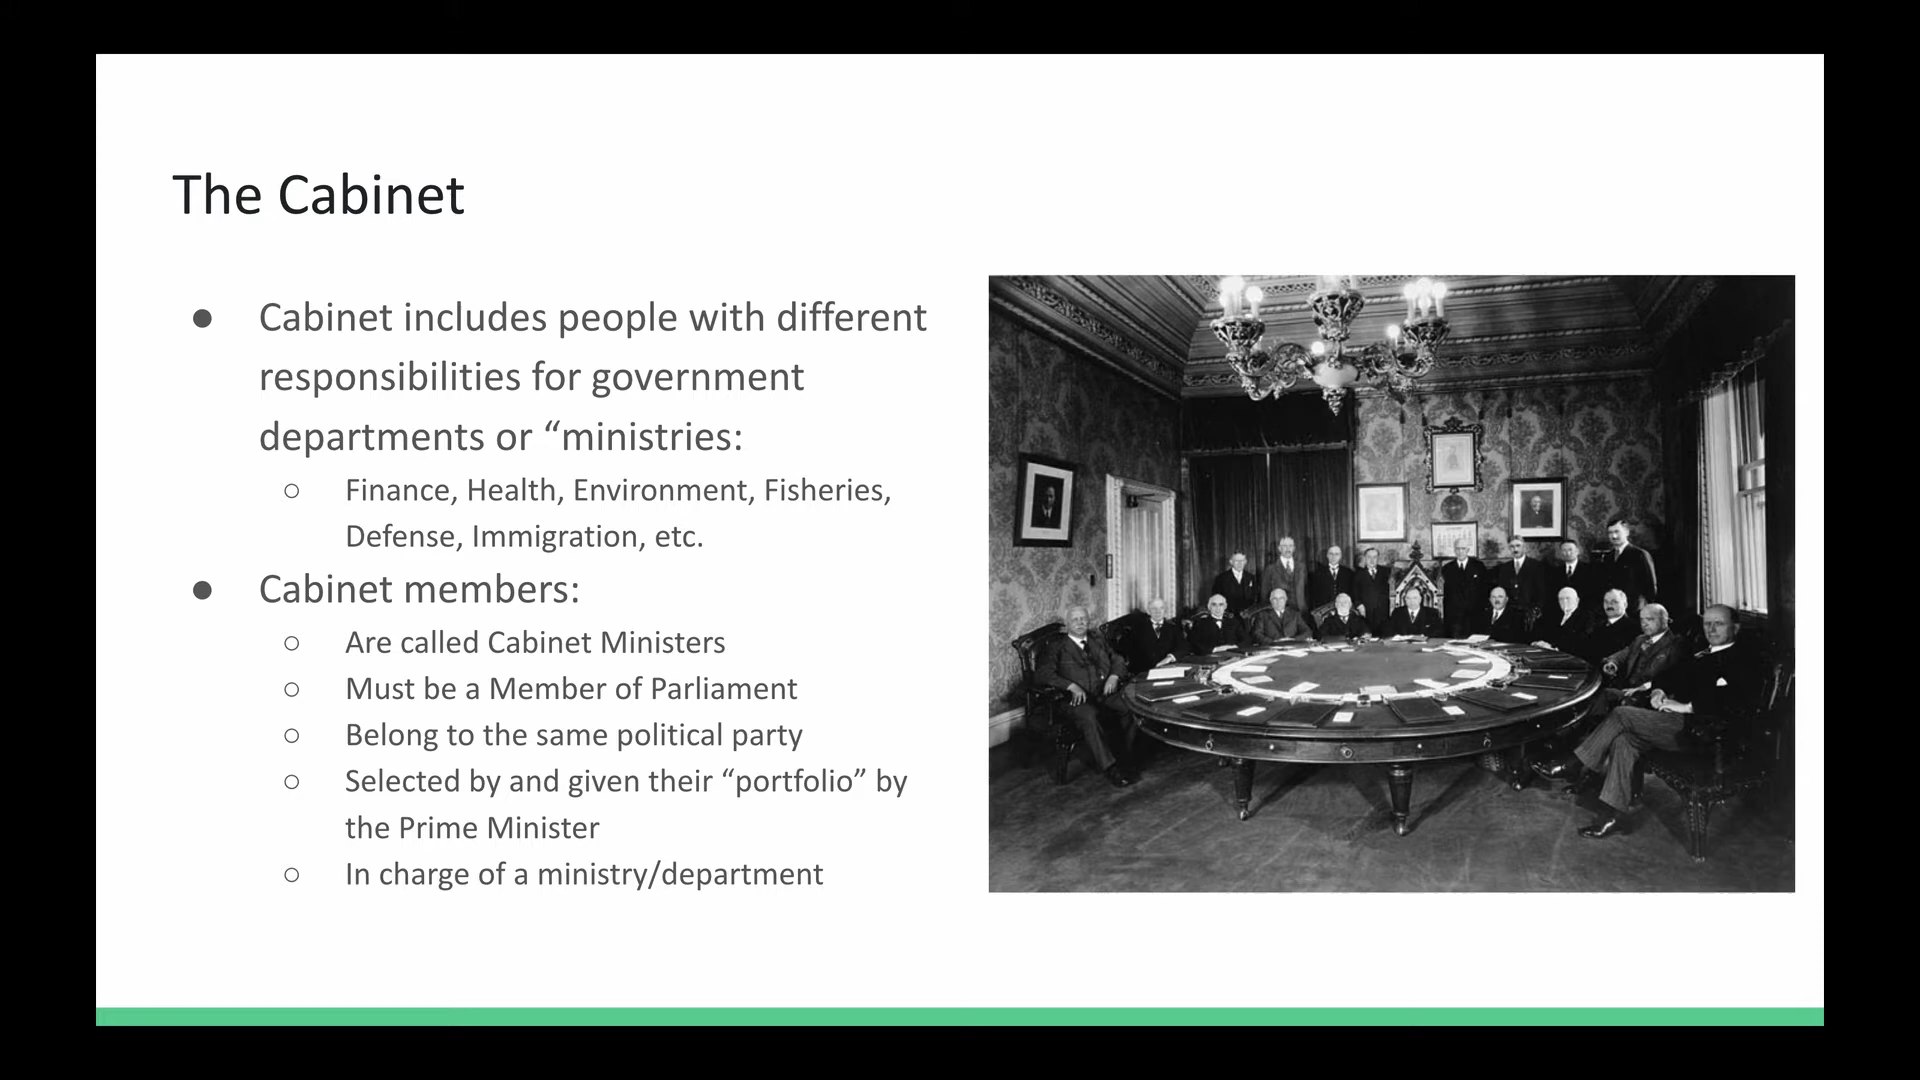 The Cabinet
● Cabinet includes people with different
responsibilities for government
departments or “ministries:
○ Finance, Health, Environment, Fisheries,
Defense, Immigration, etc.
● Cabinet members:
○ Are called Cabinet Ministers
○ Must be a Member of Parliament
○ Belong to the same political party
○ Selected by and given their “portfolio” by
the Prime Minister
○ In charge of a ministry/department